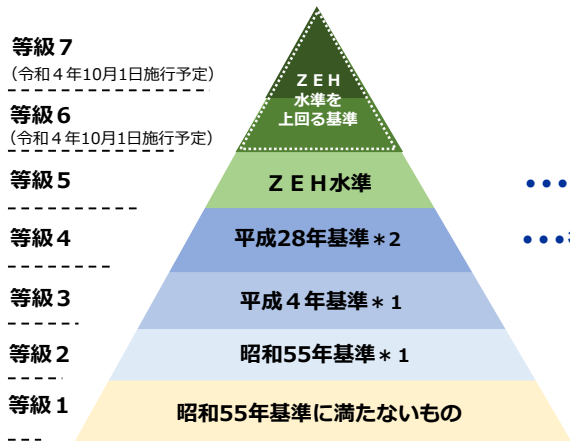 等級７
（令和４年10月1日施行予定）
ＺＥＨ
水準を
上回る基準
等級６
（令和４年10月1日施行予定）
等級５
ＺＥＨ水準
•••
等級４
平成28年基準＊2
•••
等級３
平成４年基準＊１
等級２
昭和55年基準＊１
等級１
昭和55年基準に満たないもの